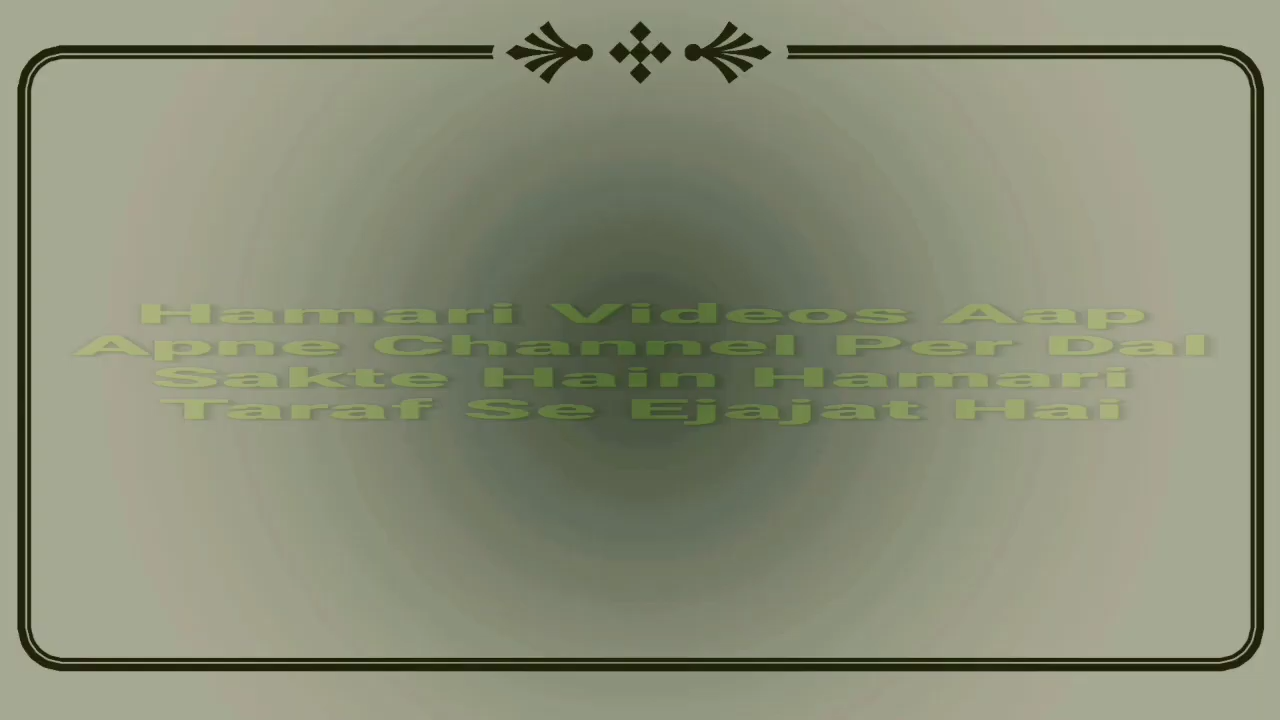 Hamari Videos Aap
Apne Channel Per Dal
Sakte Hain Hamari
Taraf Se Ejajat Hai